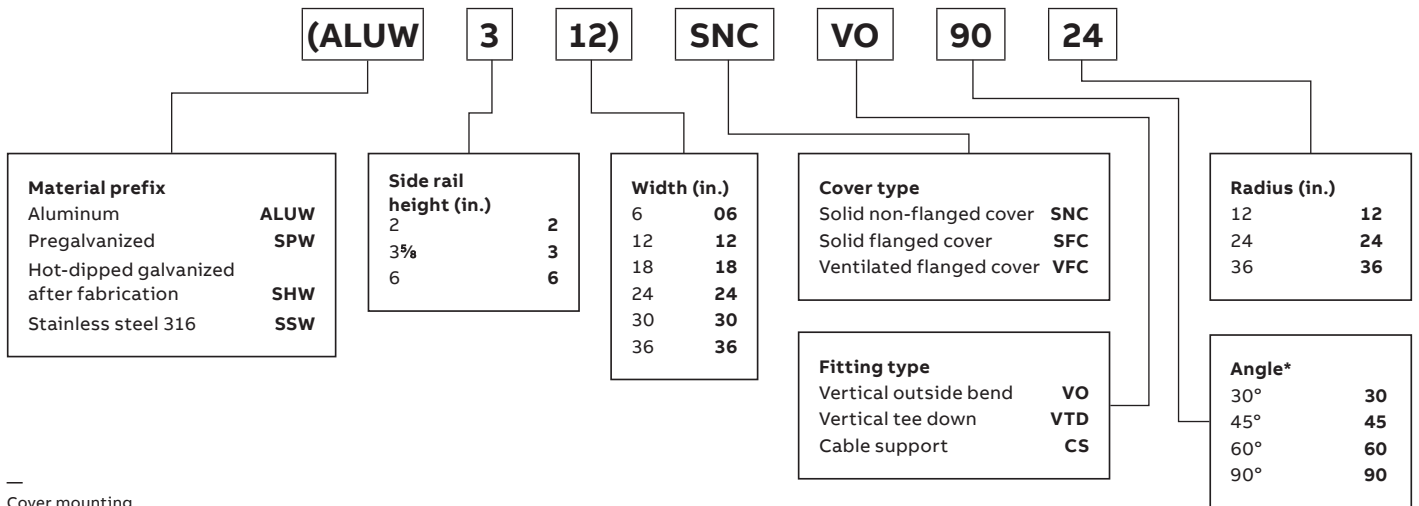 (ALUW 3 12) SNC VO 90 24
Material prefix
Aluminum ALUW
Pregalvanized SPW
Hot-dipped galvanized
after fabrication SHW
Stainless steel 316 SSW
Side rail
height (in.)
2 2
3⅝ 3
6 6
Width (in.)
6 06
12 12
18 18
24 24
30 30
36 36
Cover type
Solid non-flanged cover SNC
Solid flanged cover SFC
Ventilated flanged cover VFC
Fitting type
Vertical outside bend VO
Vertical tee down VTD
Cable support CS
Radius (in.)
12 12
24 24
36 36
Angle*
30° 30
45° 45
60° 60
90° 90
—
Cover mounting